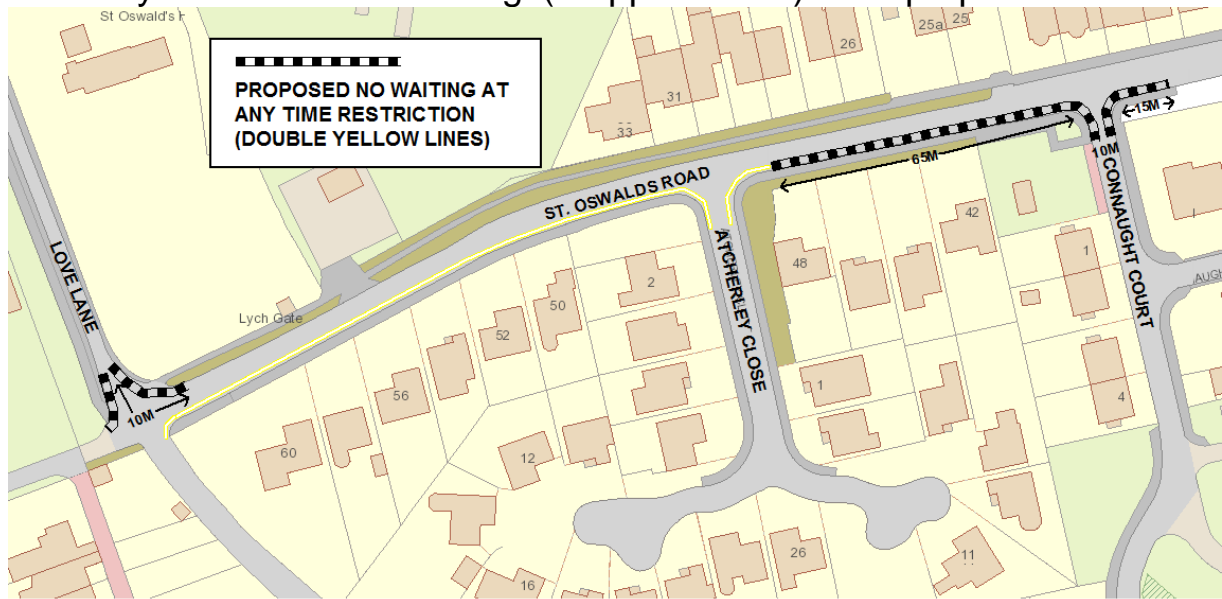 St Oswald's
PROPOSED NO WAITING AT
ANY TIME RESTRICTION
(DOUBLE YELLOW LINES)
31
33
26
25a
25
15M
10M
65M
ST. OSWALDS ROAD
CONNAUGHT COURT
ATCHERLEY CLOSE
LOVE LANE
Lych Gate
10M
60
56
52
50
2
48
42
1
1
4
12
16
26
11